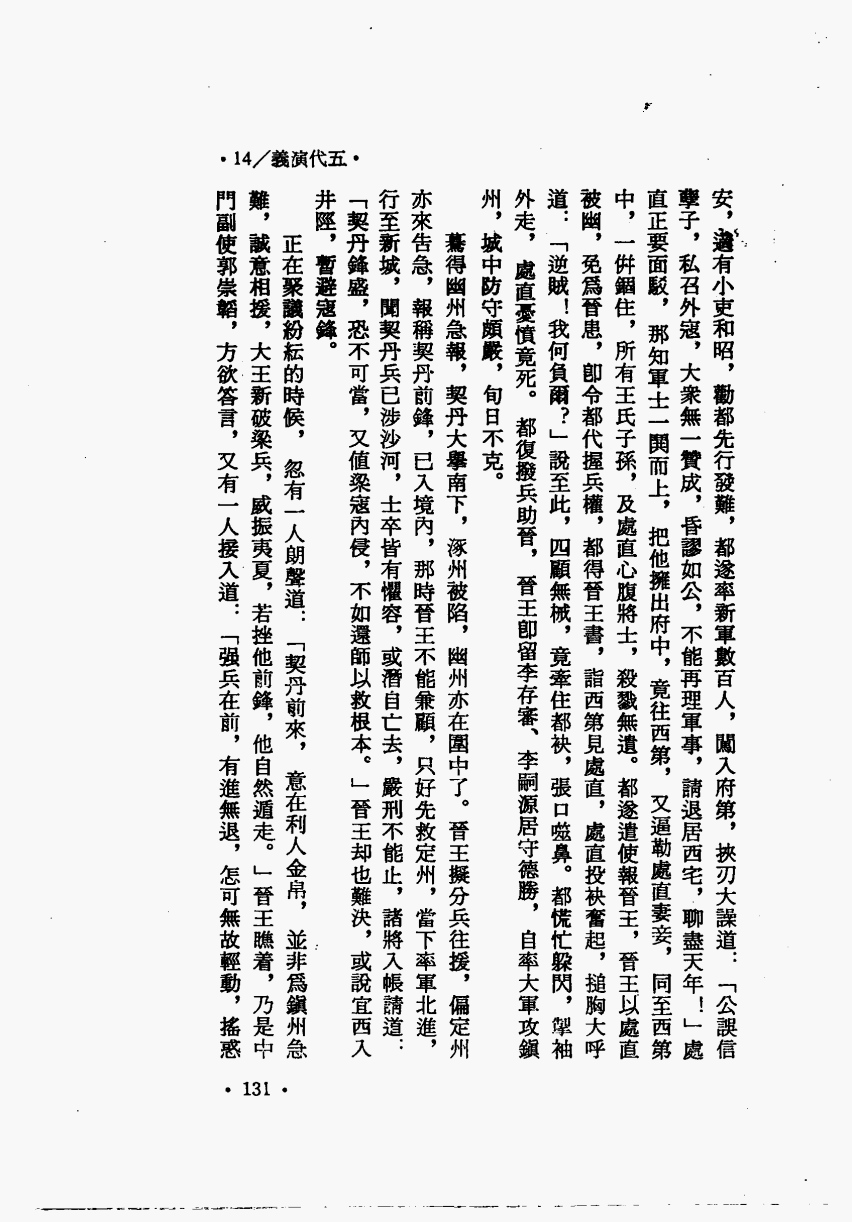 •14／義演代五•
安，適有小吏和昭，勸都先行發難，都遂率新軍數百人，闖入府第，挾刃大譟道：「公誤信
孽子，私召外寇，大衆無一贊成，昏謬如公，不能再理軍事，請退居西宅，聊盡天年！」處
直正要面駁，那知軍士一鬨而上，把他擁出府中，竟往西第，又逼勒處直妻妾，同至西第
中，一倂錮住，所有王氏子孫，及處直心腹將士，殺戮無遺。都遂遣使報晉王，晉王以處直
被幽，免爲晉患，卽令都代握兵權，都得晉王書，詣西第見處直，處直投袂奮起，搥胸大呼
道：「逆賊！我何負爾？」說至此，四顧無械，竟牽住都袂，張口噬鼻。都慌忙躲閃，掣袖
外走，處直憂憤竟死。都復撥兵助晉，晉王卽留李存審、李嗣源居守德勝，自率大軍攻鎭
州，城中防守頗嚴，旬日不克。
驀得幽州急報，契丹大擧南下，涿州被陷，幽州亦在圍中了。晉王擬分兵往援，偏定州
亦來告急，報稱契丹前鋒，已入境內，那時晉王不能兼顧，只好先救定州，當下率軍北進，
行至新城，聞契丹兵已涉沙河，士卒皆有懼容，或潛自亡去，嚴刑不能止，諸將入帳請道：
「契丹鋒盛，恐不可當，又値梁寇內侵，不如還師以救根本。」晉王却也難決，或說宜西入
井陘，暫避寇鋒。
正在聚議紛紜的時候，忽有一人朗聲道：「契丹前來，意在利人金帛，並非爲鎭州急
難，誠意相援，大王新破梁兵，威振夷夏，若挫他前鋒，他自然遁走。」晉王瞧着，乃是中
門副使郭崇韜，方欲答言，又有一人接入道：「强兵在前，有進無退，怎可無故輕動，搖惑
• 131 •